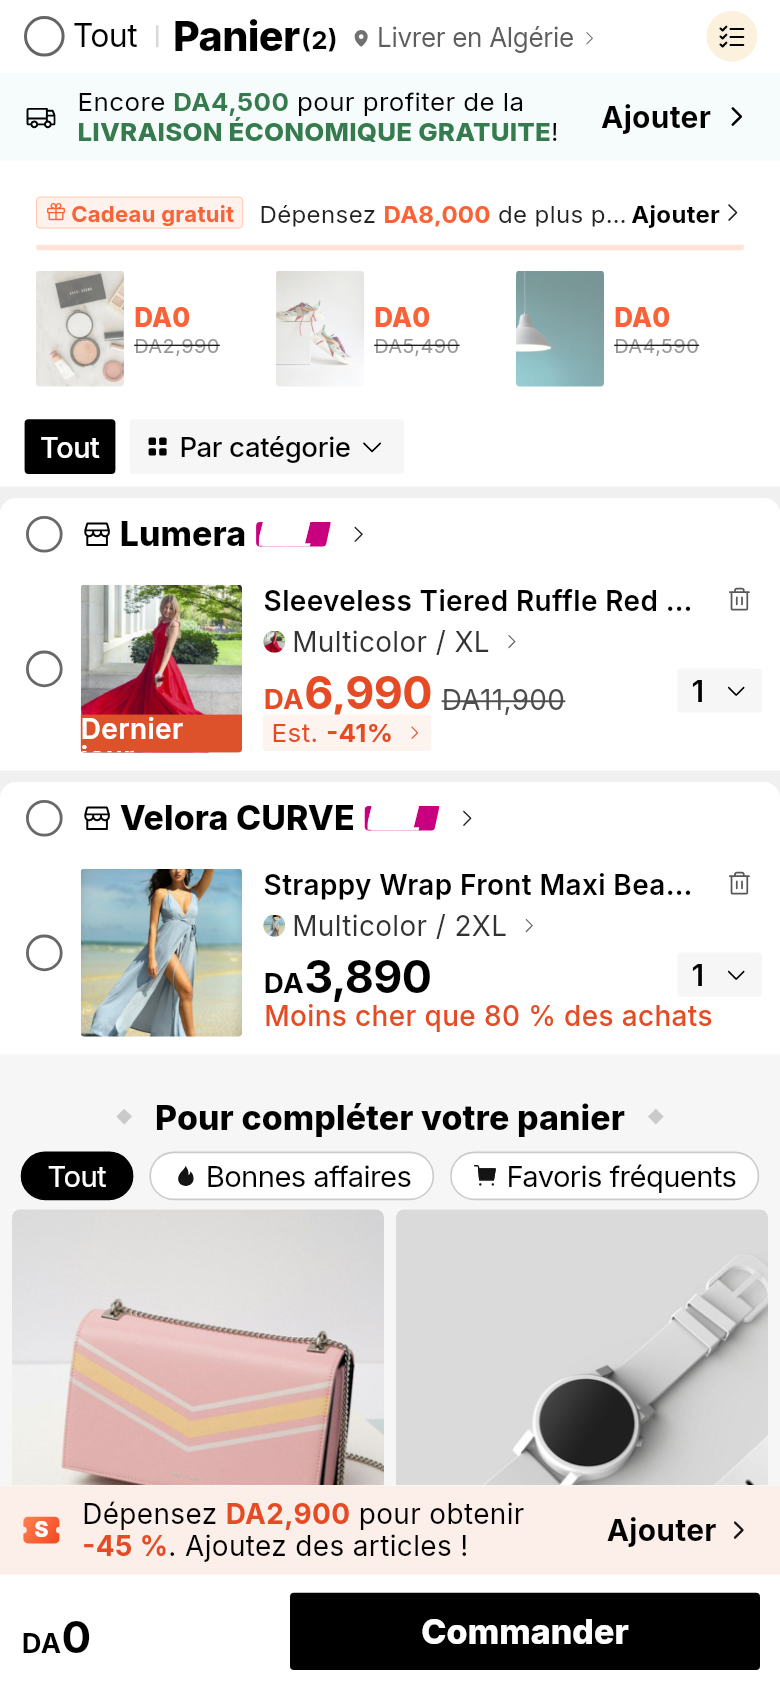 Tout
Panier(2)
Livrer en Algérie
Encore DA4,500 pour profiter de la
LIVRAISON ÉCONOMIQUE GRATUITE!
Ajouter
Cadeau gratuit
Dépensez DA8,000 de plus p...
Ajouter
DA0
DA2,990
DA0
DA5,490
DA0
DA4,590
Tout
Par catégorie
Lumera
Sleeveless Tiered Ruffle Red ...
Multicolor / XL
DA6,990 DA11,900
1
Est. -41%
Dernier
Velora CURVE
Strappy Wrap Front Maxi Bea...
Multicolor / 2XL
DA3,890
1
Moins cher que 80 % des achats
Pour compléter votre panier
Tout
Bonnes affaires
Favoris fréquents
S
Dépensez DA2,900 pour obtenir
-45 %. Ajoutez des articles !
Ajouter
DA0
Commander